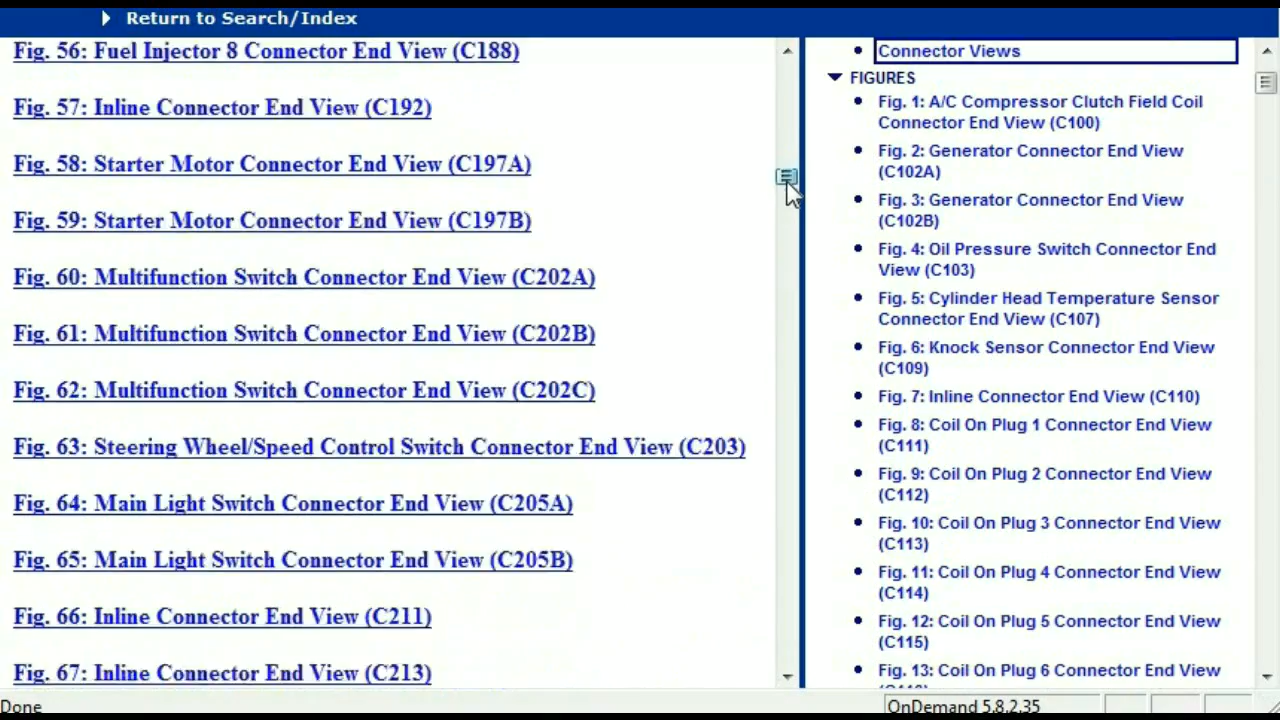 Return to Search/Index
Fig. 56: Fuel Injector 8 Connector End View (C188)
Fig. 57: Inline Connector End View (C192)
Fig. 58: Starter Motor Connector End View (C197A)
Fig. 59: Starter Motor Connector End View (C197B)
Fig. 60: Multifunction Switch Connector End View (C202A)
Fig. 61: Multifunction Switch Connector End View (C202B)
Fig. 62: Multifunction Switch Connector End View (C202C)
Fig. 63: Steering Wheel/Speed Control Switch Connector End View (C203)
Fig. 64: Main Light Switch Connector End View (C205A)
Fig. 65: Main Light Switch Connector End View (C205B)
Fig. 66: Inline Connector End View (C211)
Fig. 67: Inline Connector End View (C213)
Connector Views
FIGURES
Fig. 1: A/C Compressor Clutch Field Coil
Connector End View (C100)
Fig. 2: Generator Connector End View
(C102A)
Fig. 3: Generator Connector End View
(C102B)
Fig. 4: Oil Pressure Switch Connector End
View (C103)
Fig. 5: Cylinder Head Temperature Sensor
Connector End View (C107)
Fig. 6: Knock Sensor Connector End View
(C109)
Fig. 7: Inline Connector End View (C110)
Fig. 8: Coil On Plug 1 Connector End View
(C111)
Fig. 9: Coil On Plug 2 Connector End View
(C112)
Fig. 10: Coil On Plug 3 Connector End View
(C113)
Fig. 11: Coil On Plug 4 Connector End View
(C114)
Fig. 12: Coil On Plug 5 Connector End View
(C115)
Fig. 13: Coil On Plug 6 Connector End View
Done
OnDemand 5.8.2.35